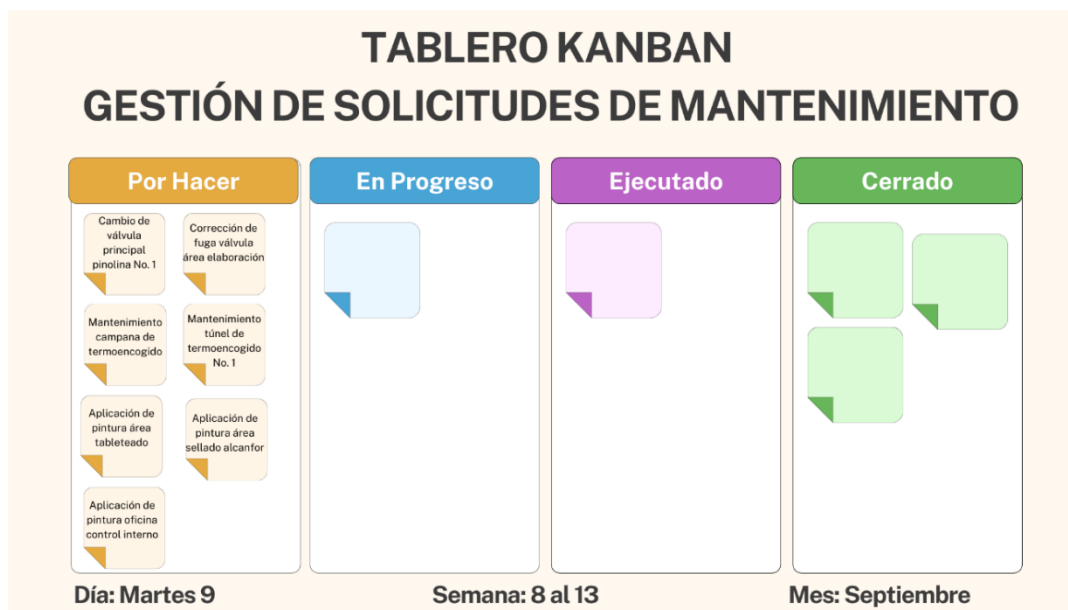 TABLERO KANBAN
GESTIÓN DE SOLICITUDES DE MANTENIMIENTO
Por Hacer
En Progreso
Ejecutado
Cerrado
Cambio de
válvula
principal
pinolina No. 1
Corrección de
fuga válvula
área elaboración
Mantenimiento
campana de
termoencogido
Mantenimiento
túnel de
termoencogido
No. 1
Aplicación de
pintura área
tableteado
Aplicación de
pintura área
sellado alcanfor
Aplicación de
pintura oficina
control interno
Día: Martes 9
Semana: 8 al 13
Mes: Septiembre